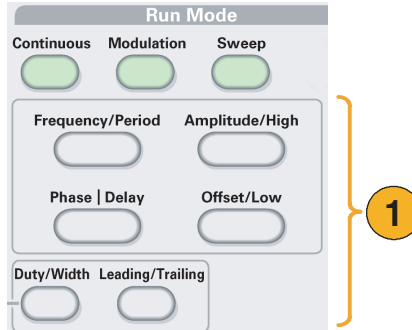 Run Mode
Continuous Modulation Sweep
Frequency/Period Amplitude/High
Phase | Delay Offset/Low
Duty/Width Leading/Trailing
1